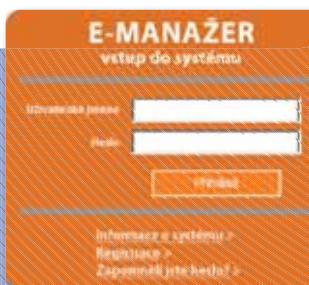 E-MANAŽER
vstup do systému
Uživatelské jméno
Heslo
Přihlásit
Informace o systému >
Registrace >
Zapomněli jste heslo? >